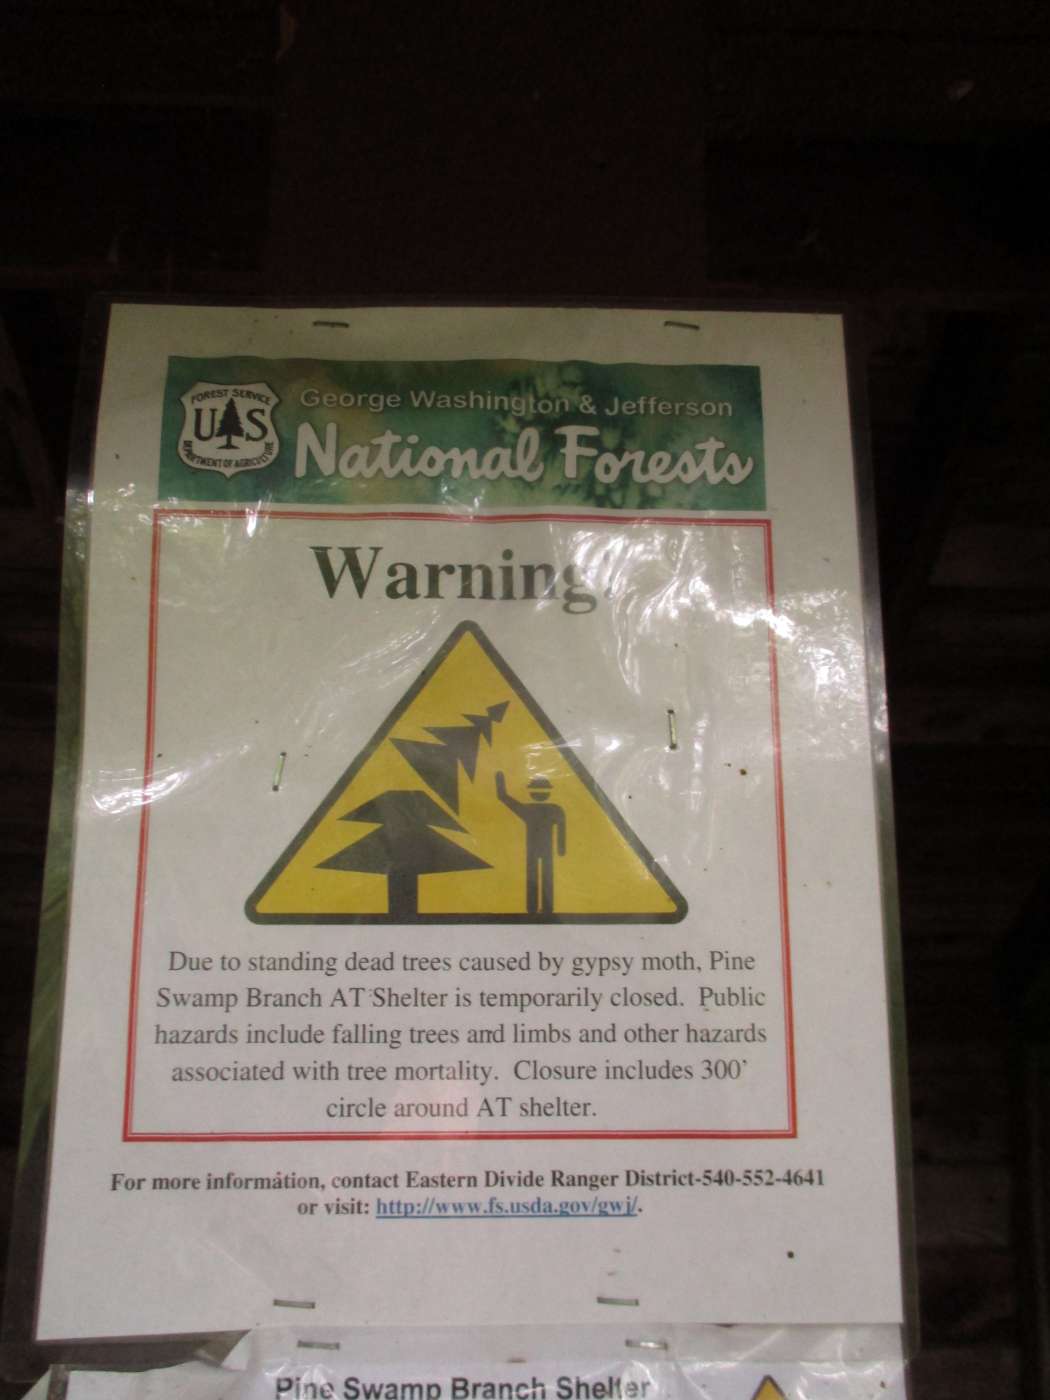 FOREST SERVICE
US
DEPARTMENT OF AGRICULTURE
George Washington & Jefferson
National Forests
Warning!
Due to standing dead trees caused by gypsy moth, Pine
Swamp Branch AT Shelter is temporarily closed. Public
hazards include falling trees and limbs and other hazards
associated with tree mortality. Closure includes 300'
circle around AT shelter.
For more information, contact Eastern Divide Ranger District-540-552-4641
or visit: http://www.fs.usda.gov/gwj/.
Pine Swamp Branch Shelter